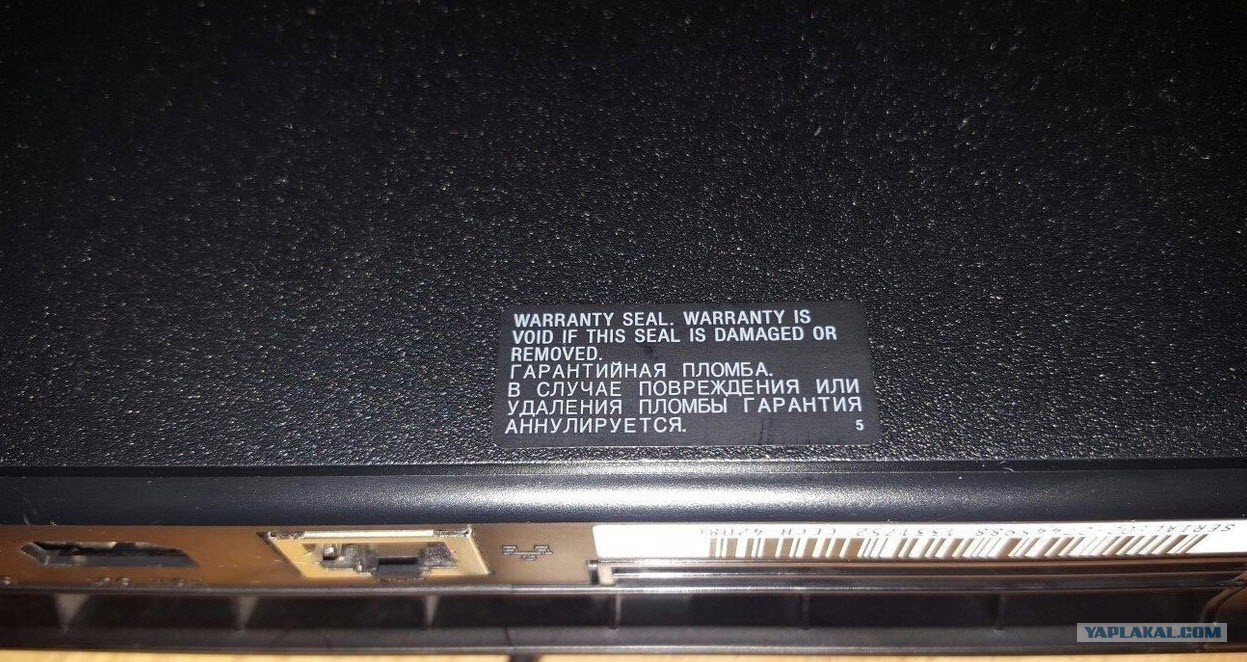 WARRANTY SEAL. WARRANTY IS
VOID IF THIS SEAL IS DAMAGED OR
REMOVED.
ГАРАНТИЙНАЯ ПЛОМБА.
В СЛУЧАЕ ПОВРЕЖДЕНИЯ ИЛИ
УДАЛЕНИЯ ПЛОМБЫ ГАРАНТИЯ
АННУЛИРУЕТСЯ.
5
YAPLAKAL.COM